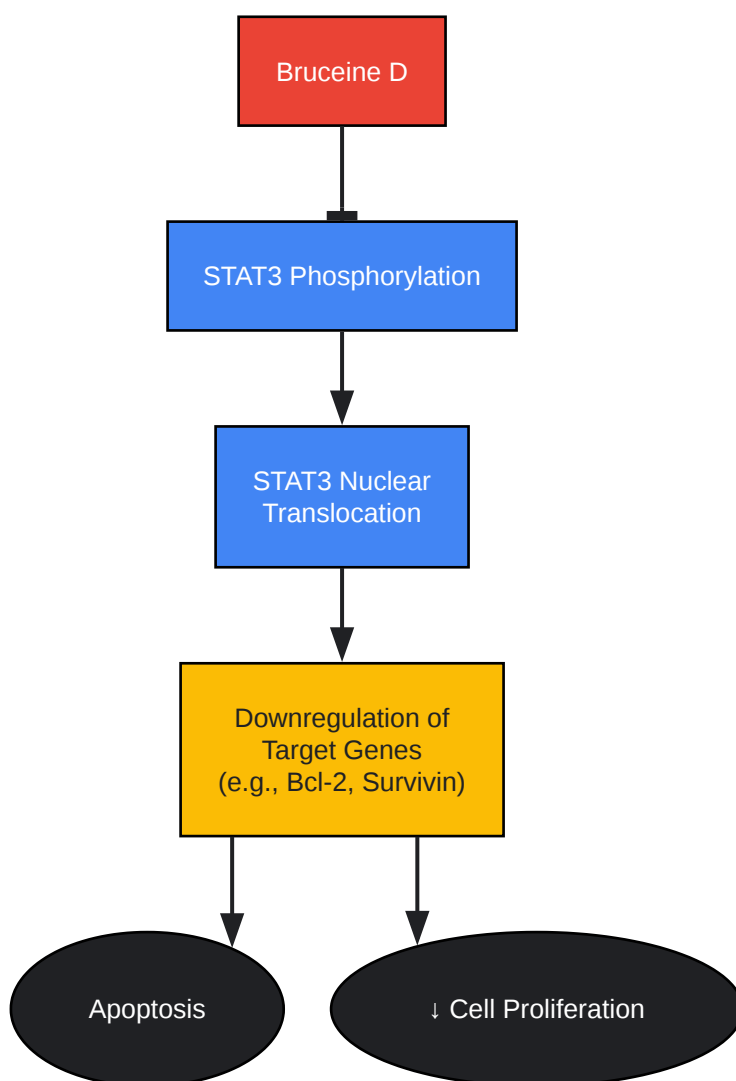 Bruceine D
STAT3 Phosphorylation
STAT3 Nuclear
Translocation
Downregulation of
Target Genes
(e.g., Bcl-2, Survivin)
Apoptosis
↓ Cell Proliferation